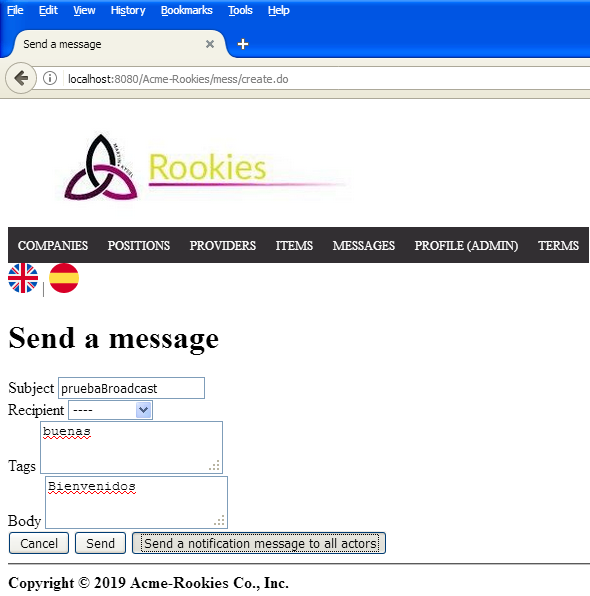 File Edit View History Bookmarks Tools Help
Send a message
localhost:8080/Acme-Rookies/mess/create.do
Rookies
COMPANIES POSITIONS PROVIDERS ITEMS MESSAGES PROFILE (ADMIN) TERMS
|
Send a message
Subject pruebaBroadcast
Recipient ----
buenas
Tags
Bienvenidos
Body
Cancel Send Send a notification message to all actors
Copyright © 2019 Acme-Rookies Co., Inc.